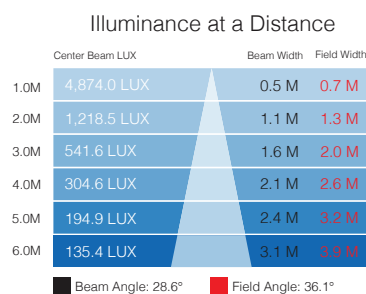 Illuminance at a Distance
Center Beam LUX Beam Width Field Width
1.0M 4,874.0 LUX 0.5 M 0.7 M
2.0M 1,218.5 LUX 1.1 M 1.3 M
3.0M 541.6 LUX 1.6 M 2.0 M
4.0M 304.6 LUX 2.1 M 2.6 M
5.0M 194.9 LUX 2.4 M 3.2 M
6.0M 135.4 LUX 3.1 M 3.9 M
Beam Angle: 28.6° Field Angle: 36.1°